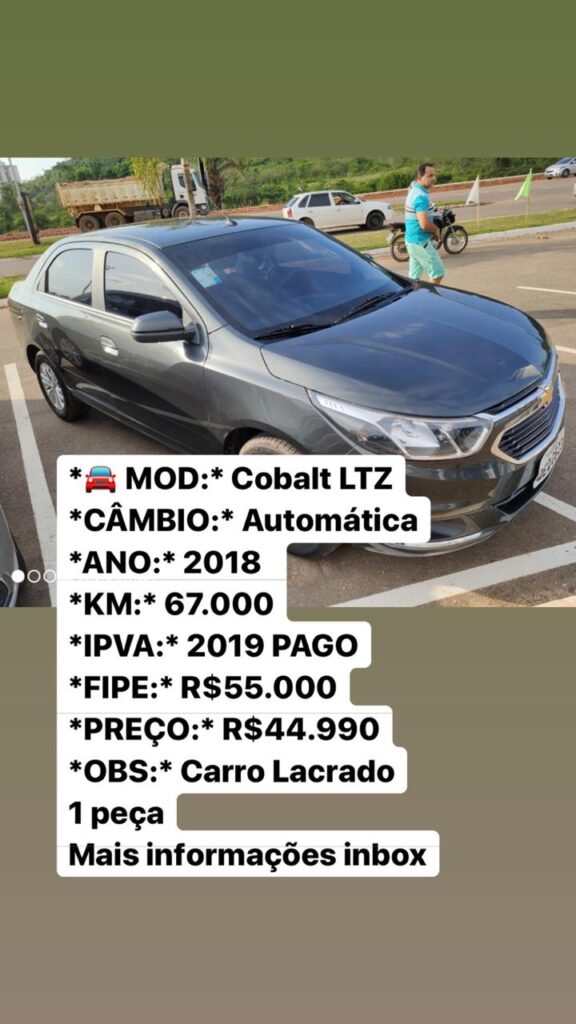 *🚘 MOD:* Cobalt LTZ
*CÂMBIO:* Automática
*ANO:* 2018
*KM:* 67.000
*IPVA:* 2019 PAGO
*FIPE:* R$55.000
*PREÇO:* R$44.990
*OBS:* Carro Lacrado
1 peça
Mais informações inbox